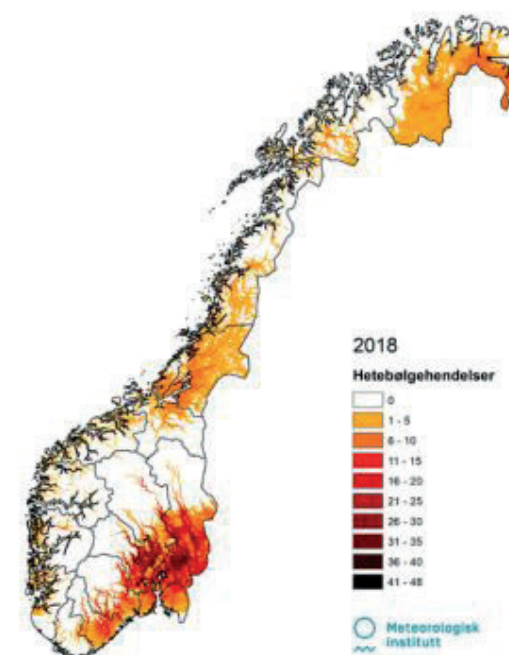 2018
Hetebølgehendelser
0
1 - 5
6 - 10
11 - 15
16 - 20
21 - 25
26 - 30
31 - 35
36 - 40
41 - 48
Meteorologisk
institutt